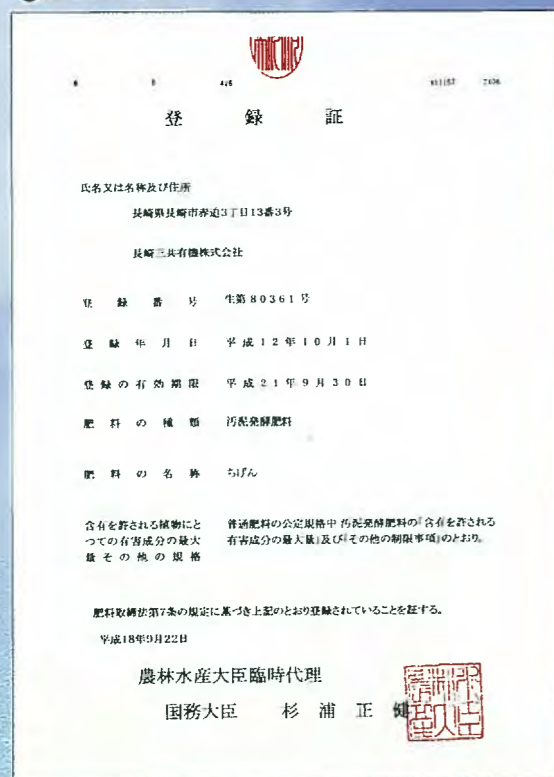 登録証
氏名又は名称及び住所
長崎県長崎市赤迫3丁目13番3号
長崎三共有機株式会社
登録番号 生第80361号
登録年月日 平成12年10月1日
登録の有効期限 平成21年9月30日
肥料の種類 汚泥発酵肥料
肥料の名称 ちげん
含有を許される植物にと 普通肥料の公定規格中汚泥発酵肥料の「含有を許される
つての有害成分の最大 有害成分の最大量」及び「その他の制限事項」のとおり。
量その他の規格
肥料取締法第7条の規定に基づき上記のとおり登録されていることを証する。
平成18年9月22日
農林水産大臣臨時代理
国務大臣 杉浦正健